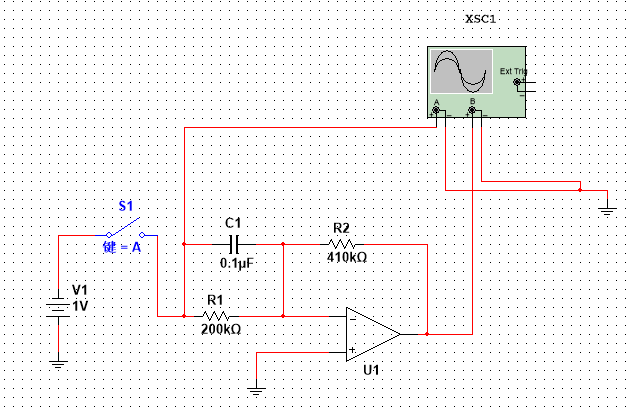 XSC1
Ext Trig
+
−
A
B
+
−
+
−
S1
键 = A
C1
0.1µF
R2
410kΩ
V1
1V
R1
200kΩ
−
+
U1